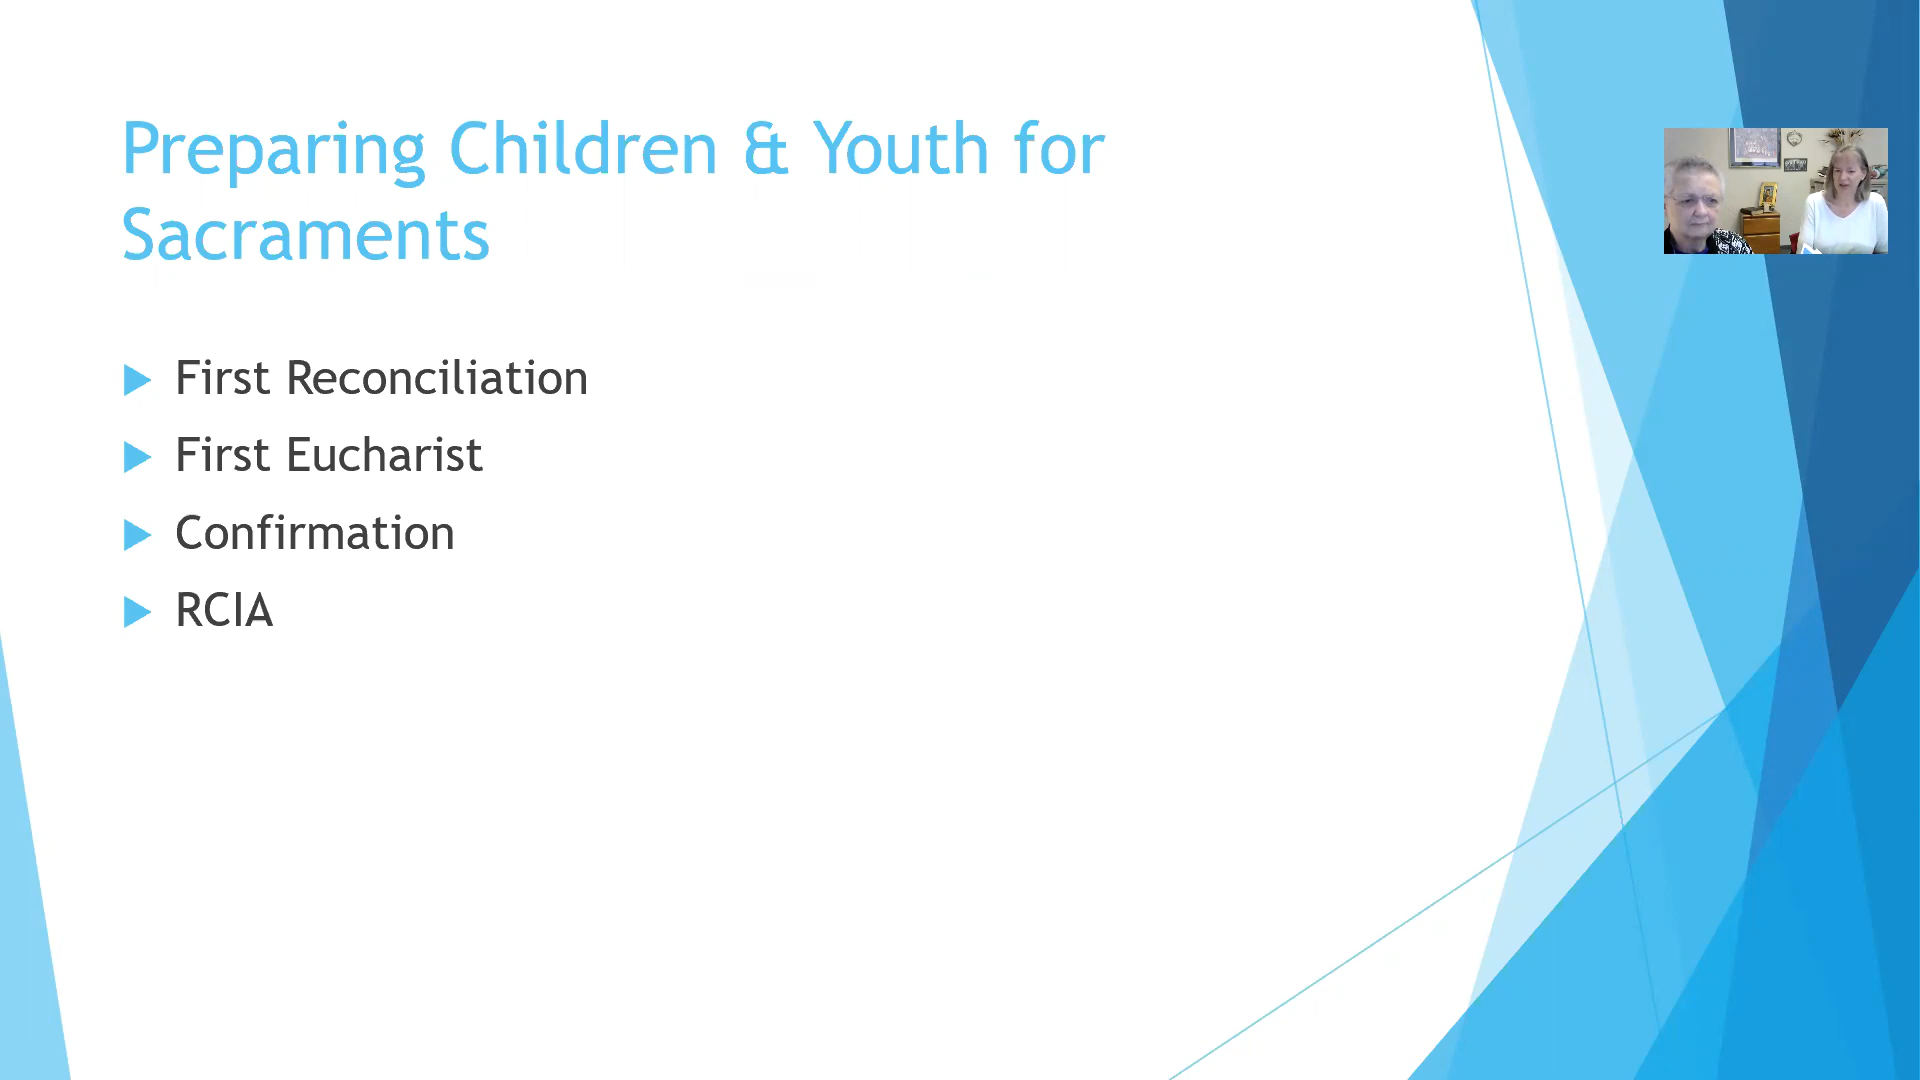 Preparing Children & Youth for
Sacraments
First Reconciliation
First Eucharist
Confirmation
RCIA